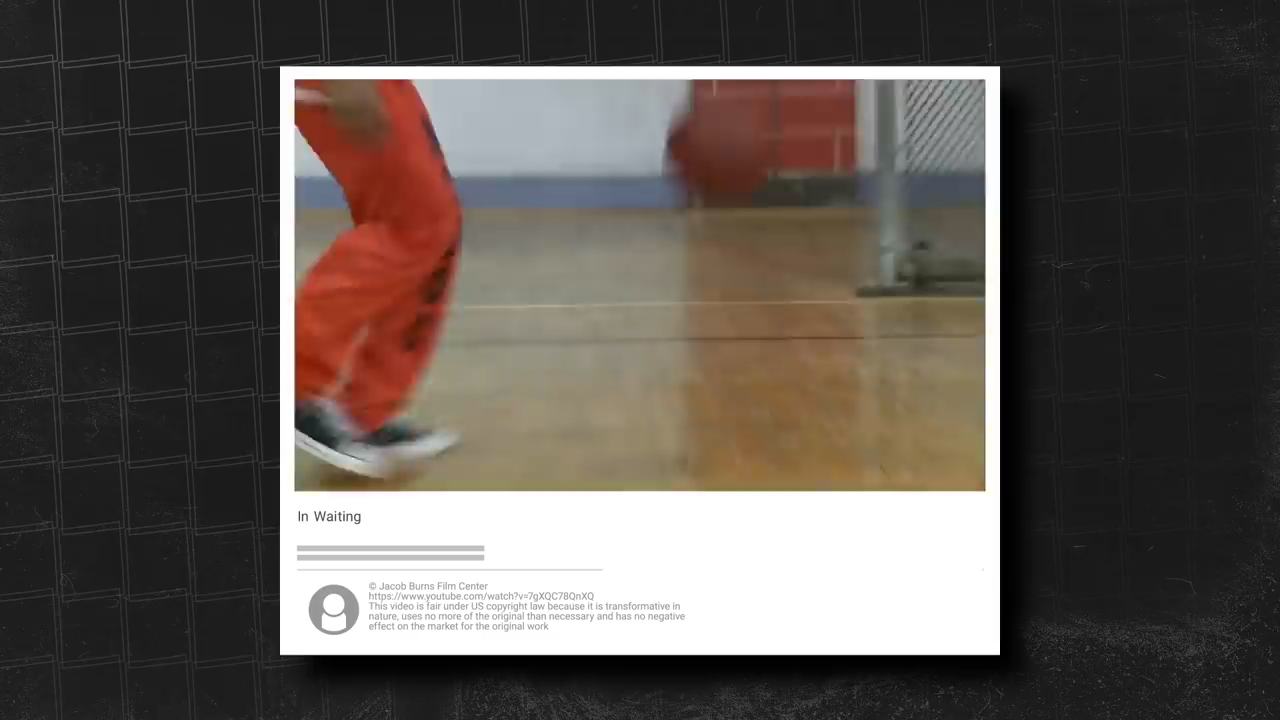 In Waiting
© Jacob Burns Film Center
https://www.youtube.com/watch?v=7gXQC78QnXQ
This video is fair under US copyright law because it is transformative in
nature, uses no more of the original than necessary and has no negative
effect on the market for the original work